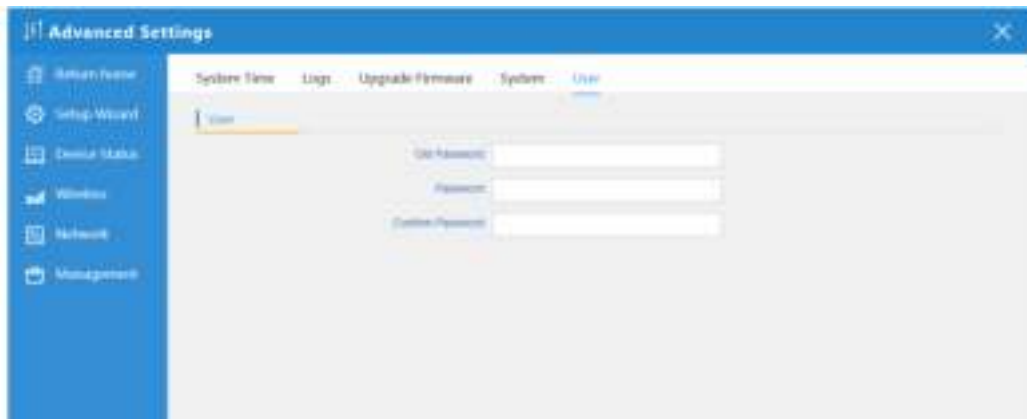 Advanced Settings
Return Home
Setup Wizard
Device Status
Wireless
Network
Management
System Time Logs Upgrade Firmware System User
User
Old Password
Password
Confirm Password